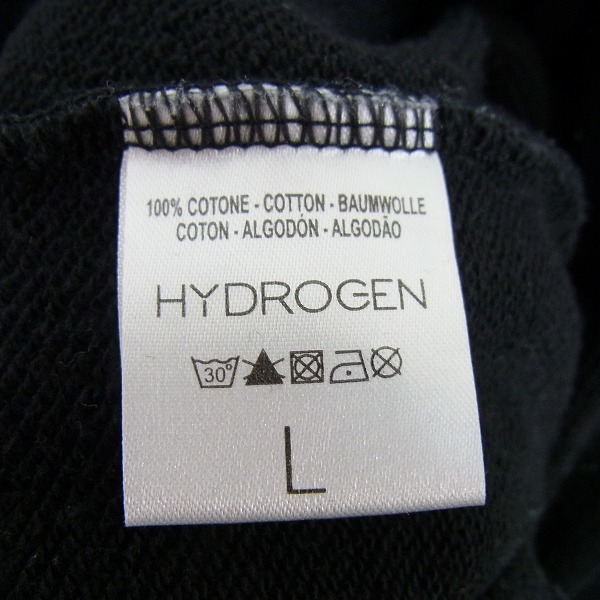 100% COTONE - COTTON - BAUMWOLLE
COTON - ALGODÓN - ALGODÃO
HYDROGEN
30°
L